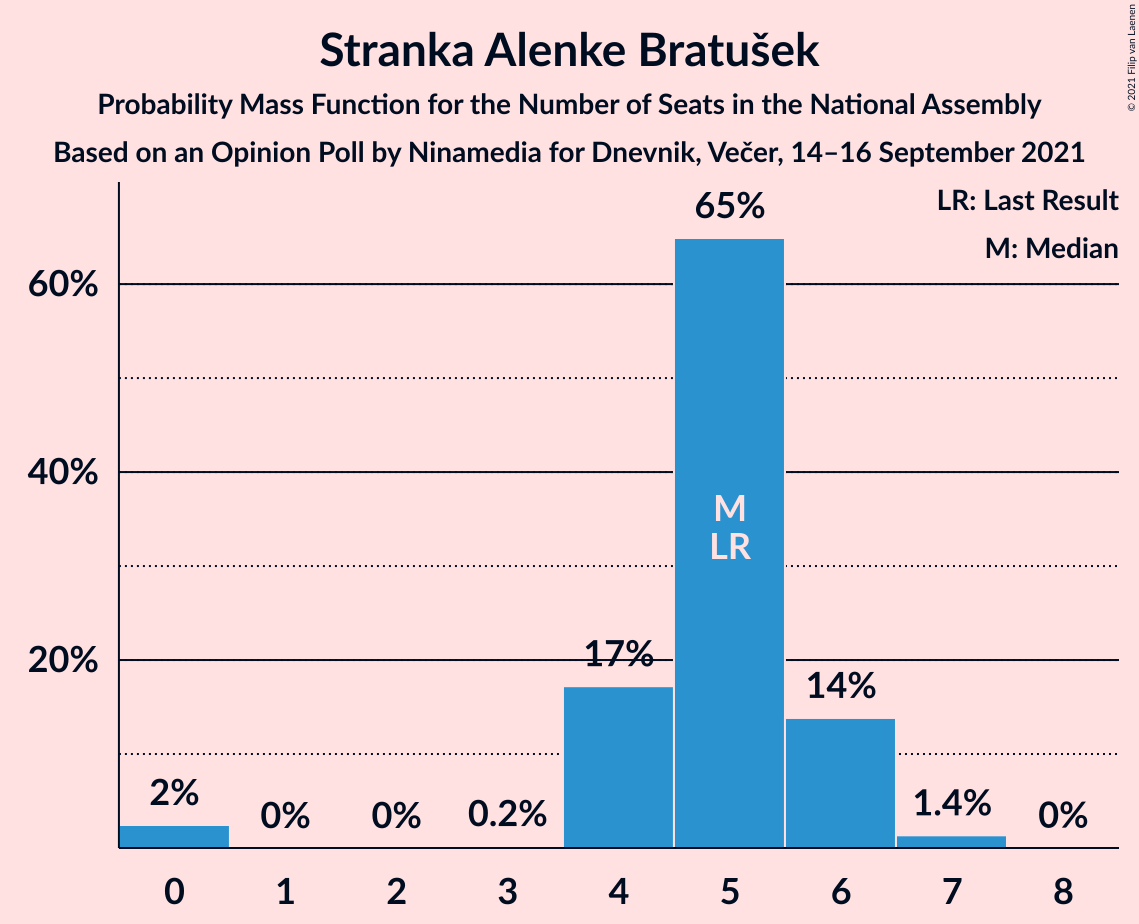 Stranka Alenke Bratušek
Probability Mass Function for the Number of Seats in the National Assembly
Based on an Opinion Poll by Ninamedia for Dnevnik, Večer, 14–16 September 2021
© 2021 Filip van Laenen
LR: Last Result
M: Median
65%
60%
40%
M
LR
20%
17%
14%
2%
0%
0%
0.2%
1.4%
0%
0 1 2 3 4 5 6 7 8